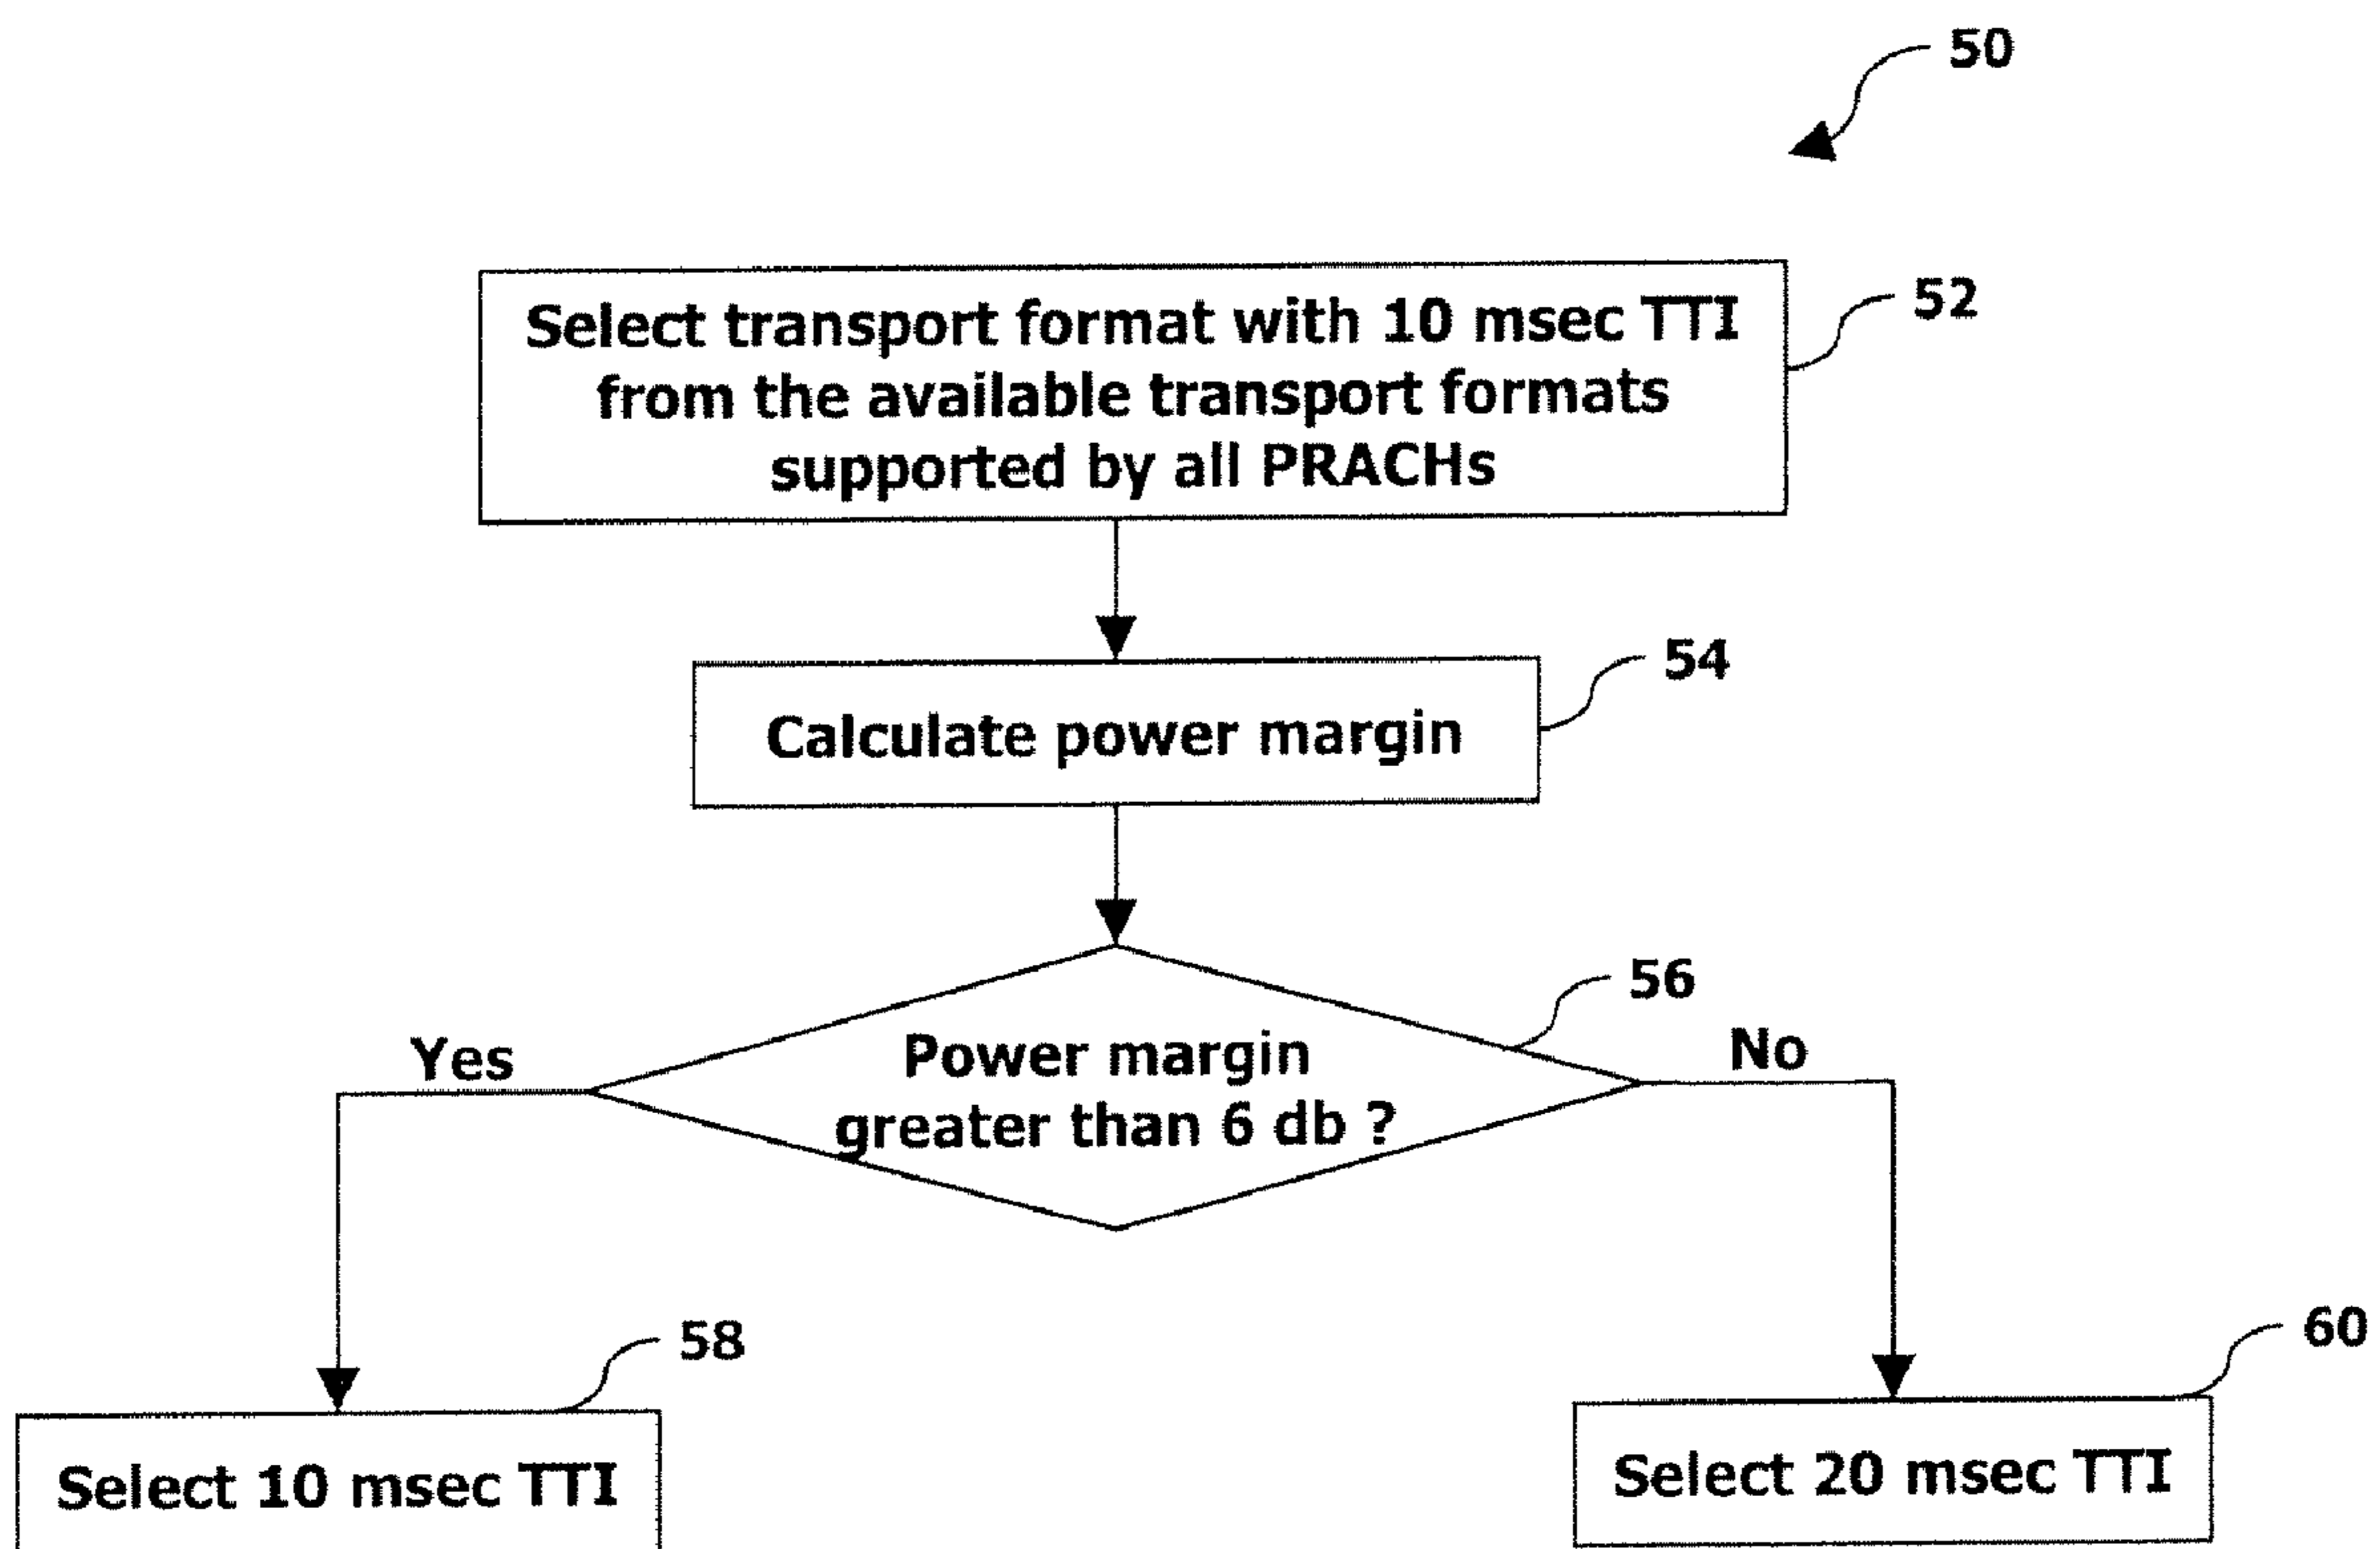 50
Select transport format with 10 msec TTI
from the available transport formats
supported by all PRACHs
52
Calculate power margin
54
Power margin
greater than 6 db ?
56
Yes
No
Select 10 msec TTI
58
Select 20 msec TTI
60